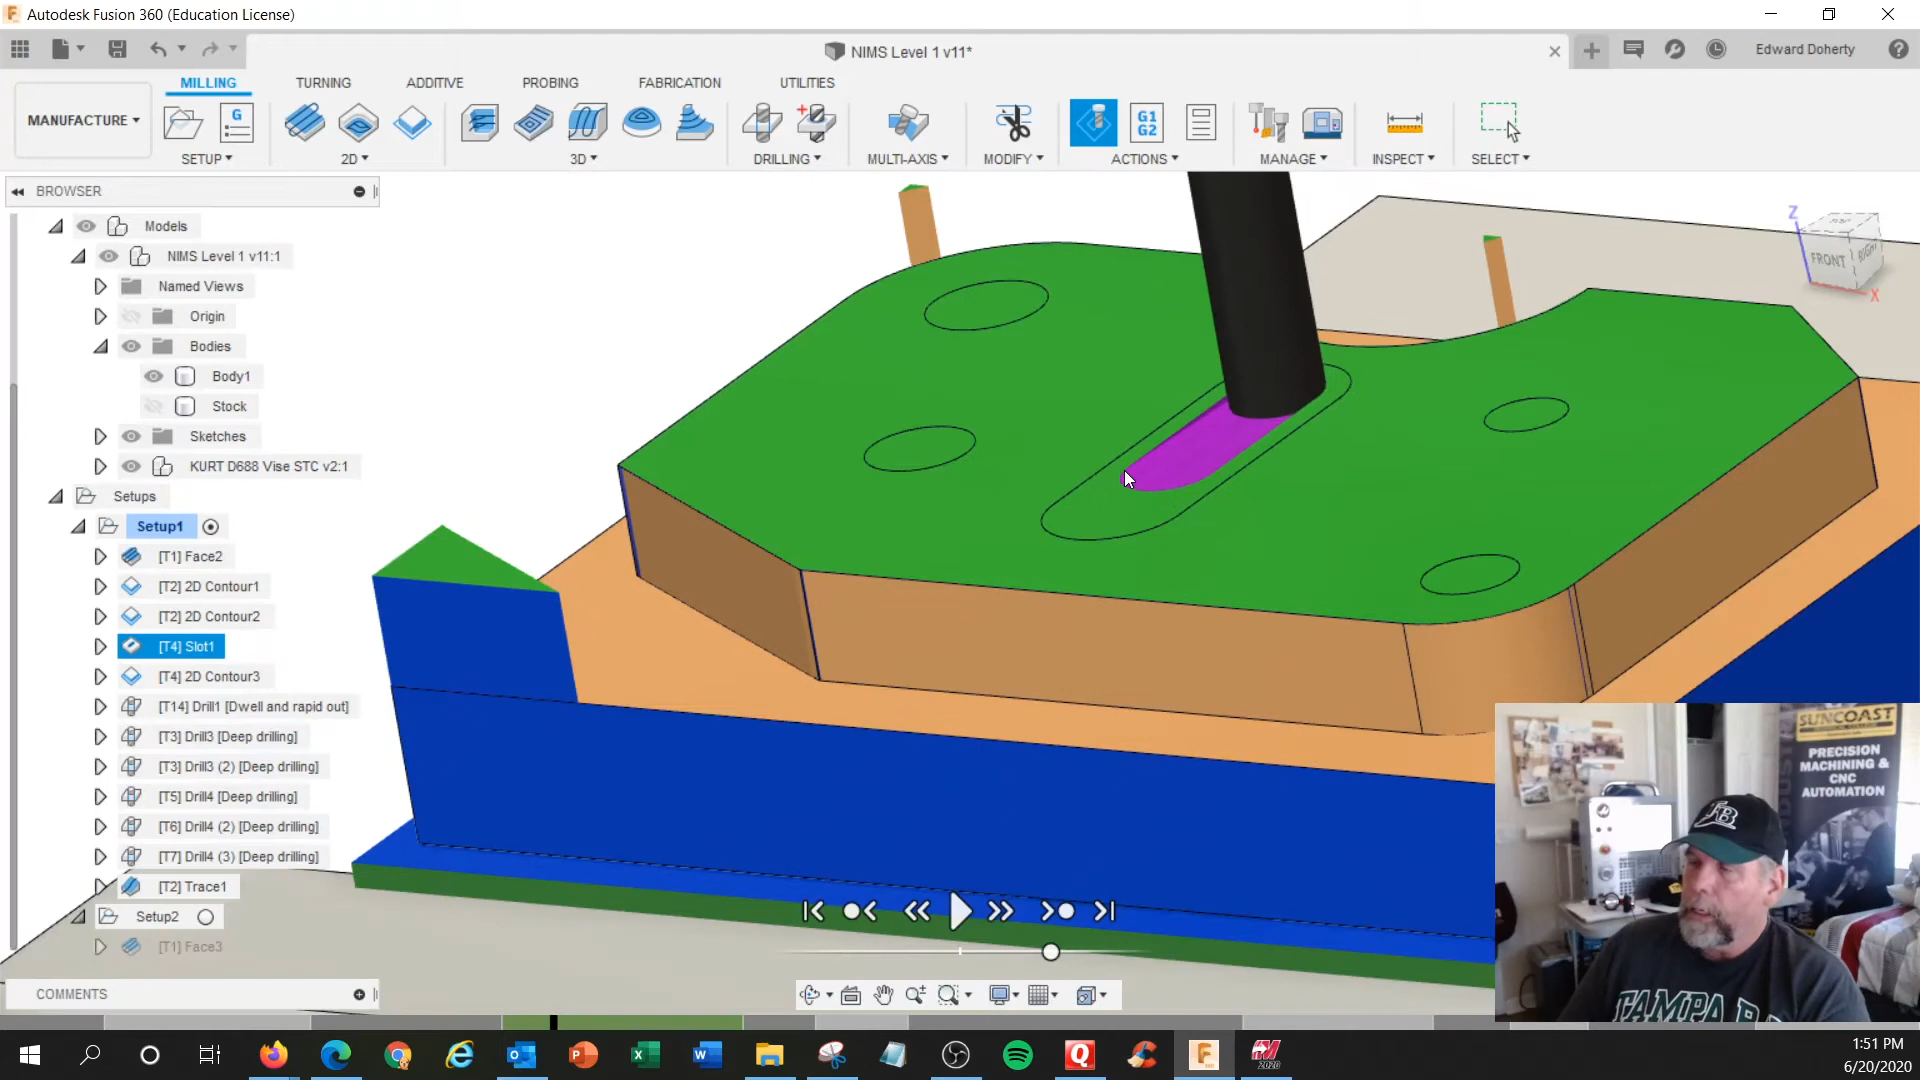 Autodesk Fusion 360 (Education License)
NIMS Level 1 v11*
Edward Doherty
MANUFACTURE
MILLING
TURNING
ADDITIVE
PROBING
FABRICATION
UTILITIES
G
G1
G2
SETUP
2D
3D
DRILLING
MULTI-AXIS
MODIFY
ACTIONS
MANAGE
INSPECT
SELECT
BROWSER
Models
NIMS Level 1 v11:1
Named Views
Origin
Bodies
Body1
Stock
Sketches
KURT D688 Vise STC v2:1
Setups
Setup1
[T1] Face2
[T2] 2D Contour1
[T2] 2D Contour2
[T4] Slot1
[T4] 2D Contour3
[T14] Drill1 [Dwell and rapid out]
[T3] Drill3 [Deep drilling]
[T3] Drill3 (2) [Deep drilling]
[T5] Drill4 [Deep drilling]
[T6] Drill4 (2) [Deep drilling]
[T7] Drill4 (3) [Deep drilling]
[T2] Trace1
Setup2
[T1] Face3
COMMENTS
Z
FRONT
RIGHT
X
SUNCOAST
PRECISION
MACHINING &
CNC
AUTOMATION
TB
TAMPA B
1:51 PM
6/20/2020